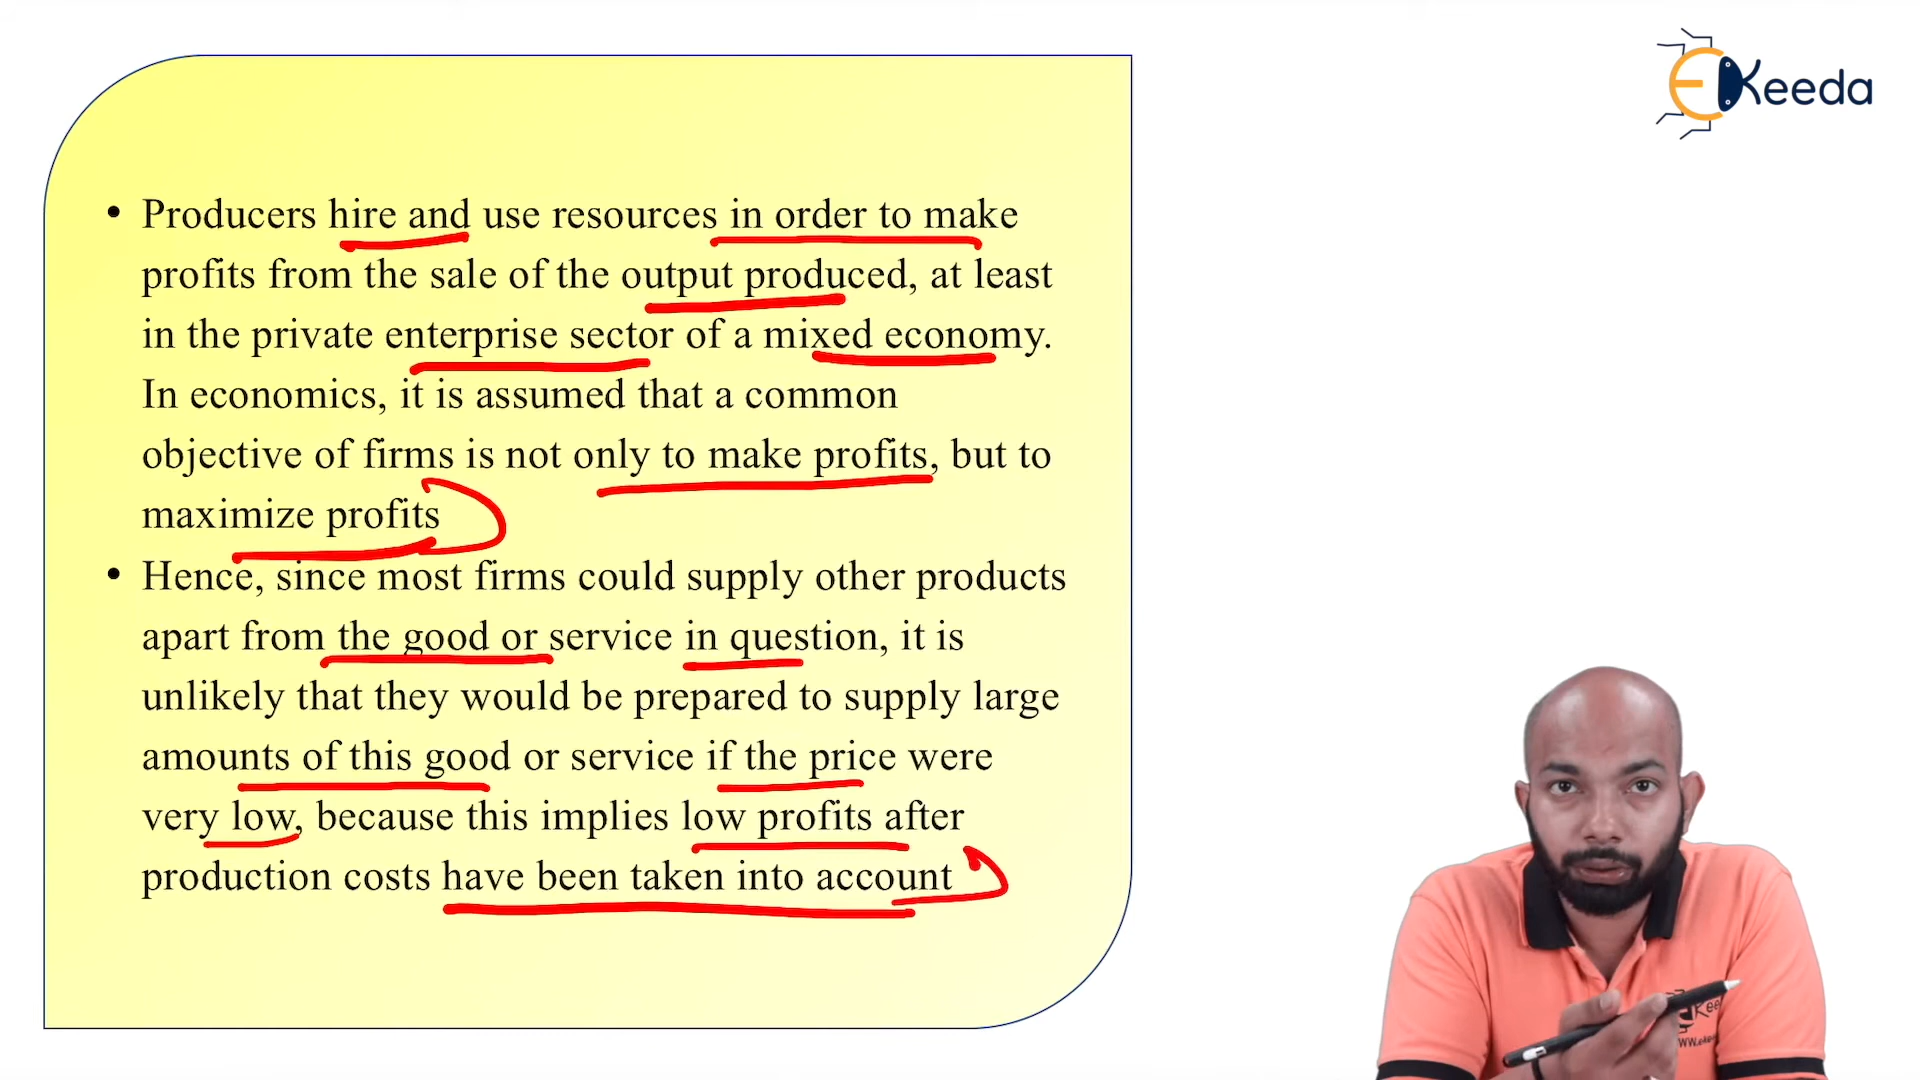 EKeeda
• Producers hire and use resources in order to make
profits from the sale of the output produced, at least
in the private enterprise sector of a mixed economy.
In economics, it is assumed that a common
objective of firms is not only to make profits, but to
maximize profits
• Hence, since most firms could supply other products
apart from the good or service in question, it is
unlikely that they would be prepared to supply large
amounts of this good or service if the price were
very low, because this implies low profits after
production costs have been taken into account